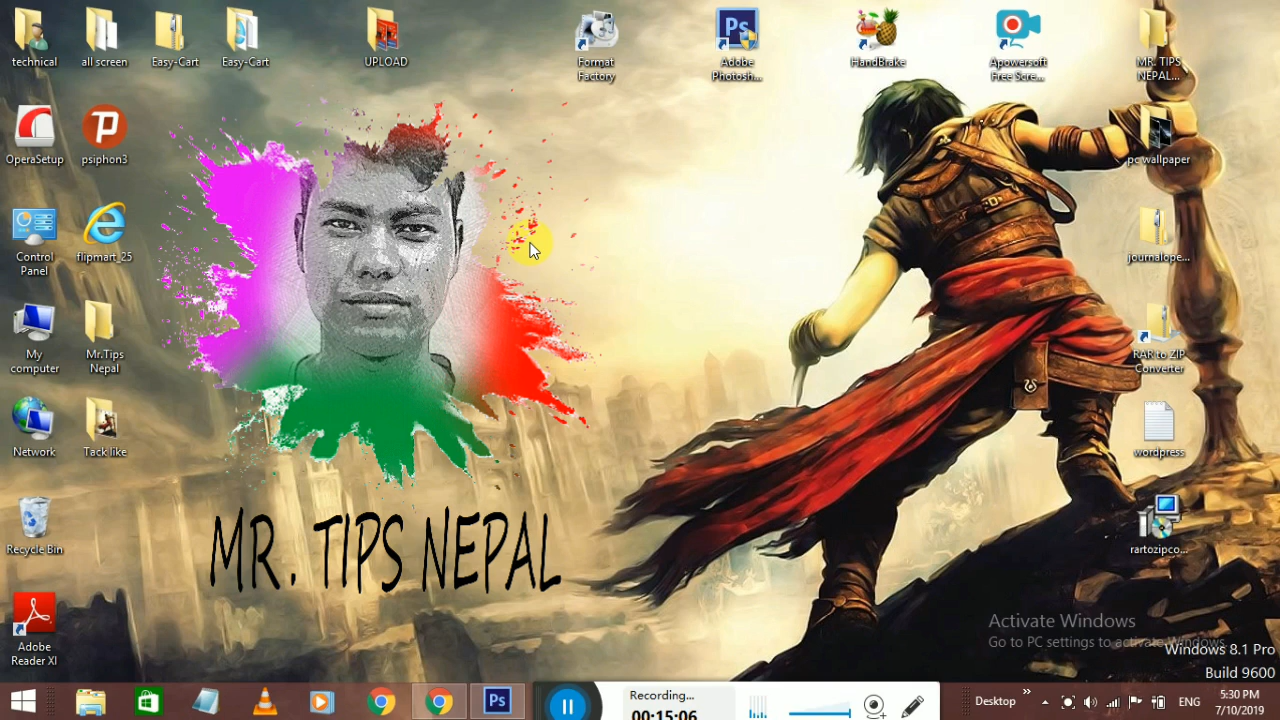 technical
all screen
Easy-Cart
Easy-Cart
UPLOAD
Format
Factory
Ps
Adobe
Photosh...
HandBrake
Apowersoft
Free Scre...
MR. TIPS
NEPAL...
OperaSetup
psiphon3
pc wallpaper
Control
Panel
flipmart_25
journalope...
My
computer
Mr.Tips
Nepal
RAR to ZIP
Converter
Network
Tack like
wordpress
Recycle Bin
rartozipco...
MR. TIPS NEPAL
Adobe
Reader XI
Activate Windows
Go to PC settings to activate Windows.
Windows 8.1 Pro
Build 9600
Ps
Recording...
00:15:06
Desktop
ENG
5:30 PM
7/10/2019